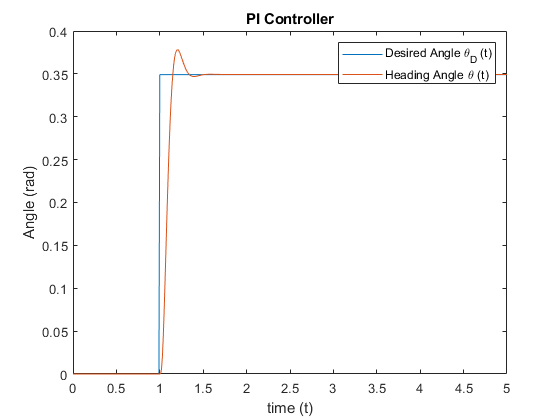 PI Controller
Desired Angle θ_D (t)
Heading Angle θ (t)
Angle (rad)
0.4
0.35
0.3
0.25
0.2
0.15
0.1
0.05
0
0 0.5 1 1.5 2 2.5 3 3.5 4 4.5 5
time (t)